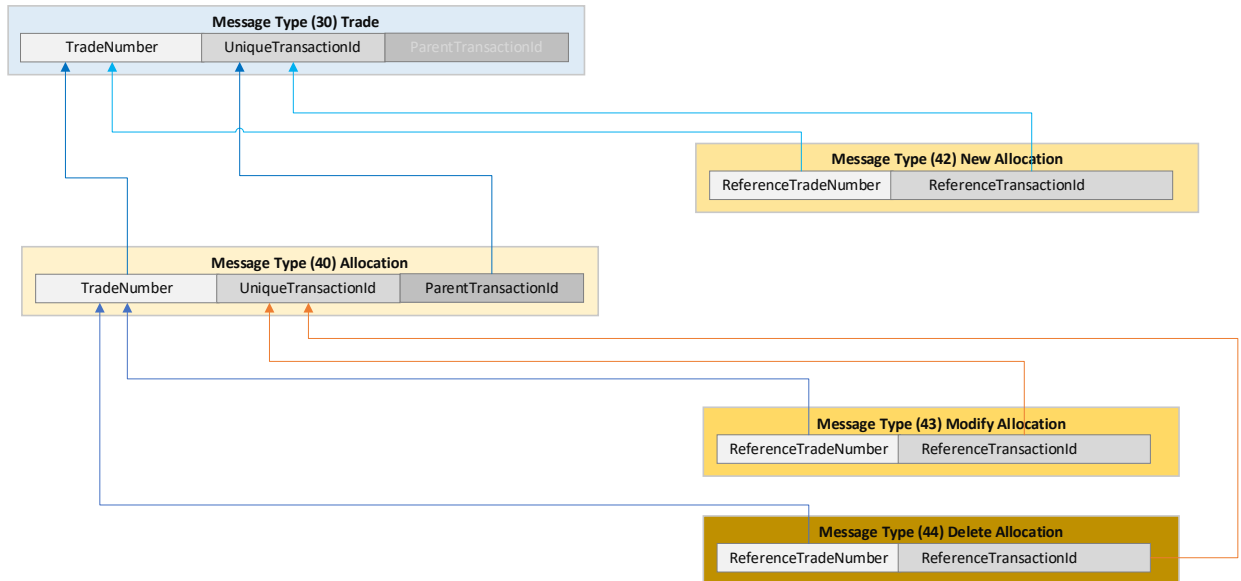 Message Type (30) Trade
TradeNumber UniqueTransactionId ParentTransactionId
Message Type (42) New Allocation
ReferenceTradeNumber ReferenceTransactionId
Message Type (40) Allocation
TradeNumber UniqueTransactionId ParentTransactionId
Message Type (43) Modify Allocation
ReferenceTradeNumber ReferenceTransactionId
Message Type (44) Delete Allocation
ReferenceTradeNumber ReferenceTransactionId